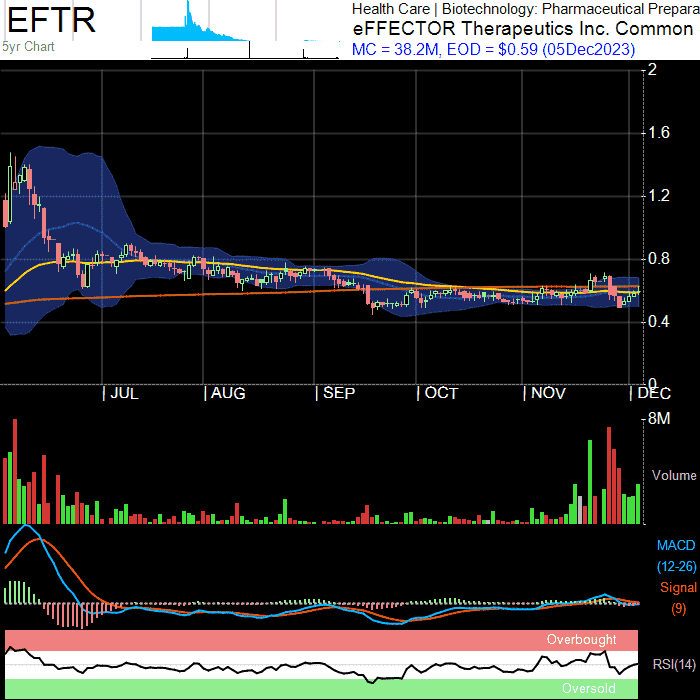 EFTR
5yr Chart
Health Care | Biotechnology: Pharmaceutical Prepara
eFFECTOR Therapeutics Inc. Common
MC = 38.2M, EOD = $0.59 (05Dec2023)
2
1.6
1.2
0.8
0.4
0
| JUL | AUG | SEP | OCT | NOV | DEC
8M
Volume
MACD
(12-26)
Signal
(9)
Overbought
RSI(14)
Oversold